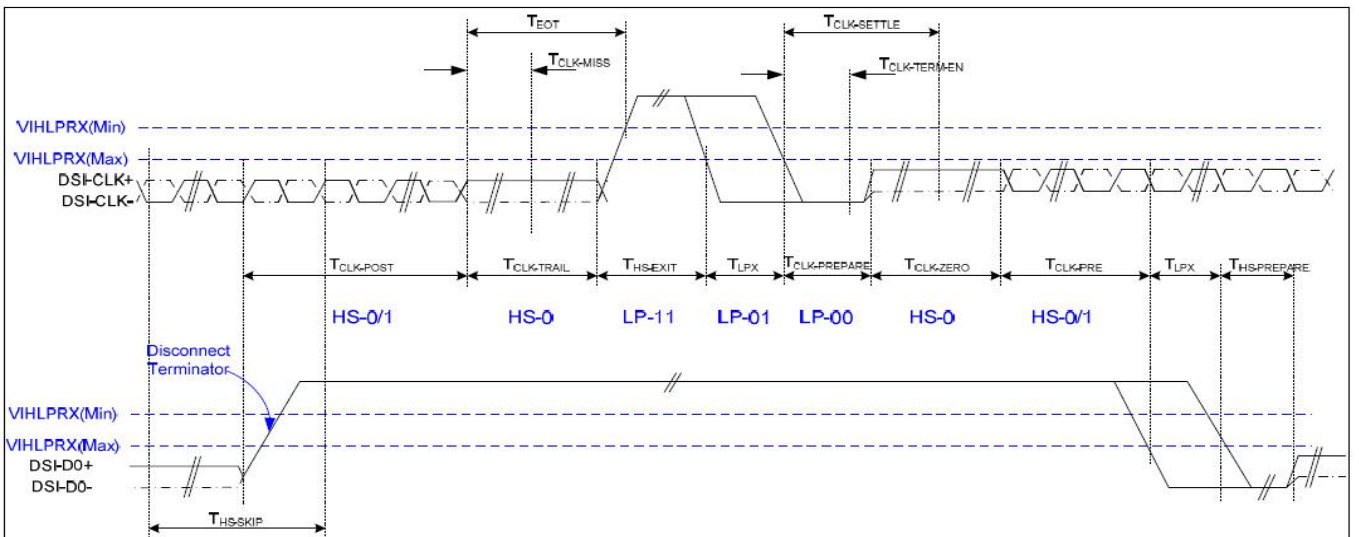 TEOT
TCLK-SETTLE
TCLK-MISS
TCLK-TERM-EN
VIHLPRX(Min)
VIHLPRX(Max)
DSI-CLK+
DSI-CLK-
TCLK-POST TCLK-TRAIL THS-EXIT TLPX TCLK-PREPARE TCLK-ZERO TCLK-PRE TLPX THS-PREPARE
HS-0/1 HS-0 LP-11 LP-01 LP-00 HS-0 HS-0/1
Disconnect
Terminator
VIHLPRX(Min)
VIHLPRX(Max)
DSI-D0+
DSI-D0-
THS-SKIP